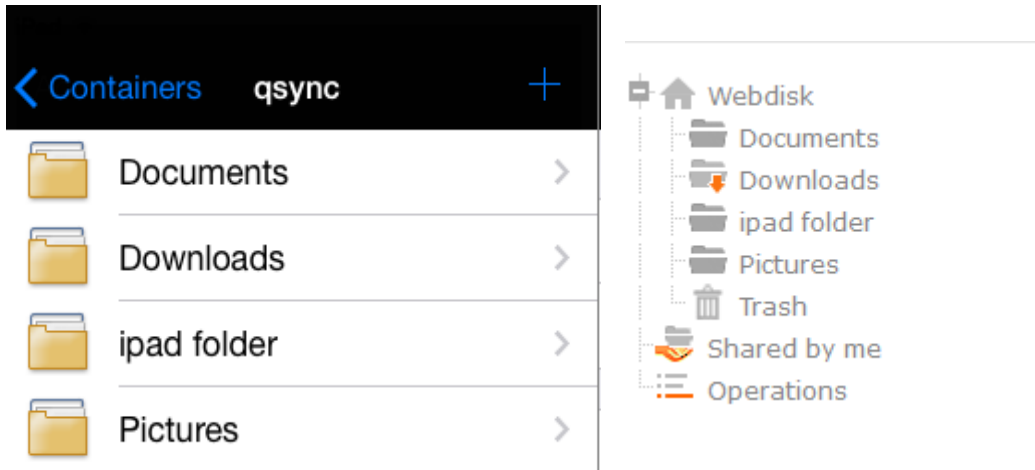 Containers qsync +
Documents
Downloads
ipad folder
Pictures
Webdisk
Documents
Downloads
ipad folder
Pictures
Trash
Shared by me
Operations